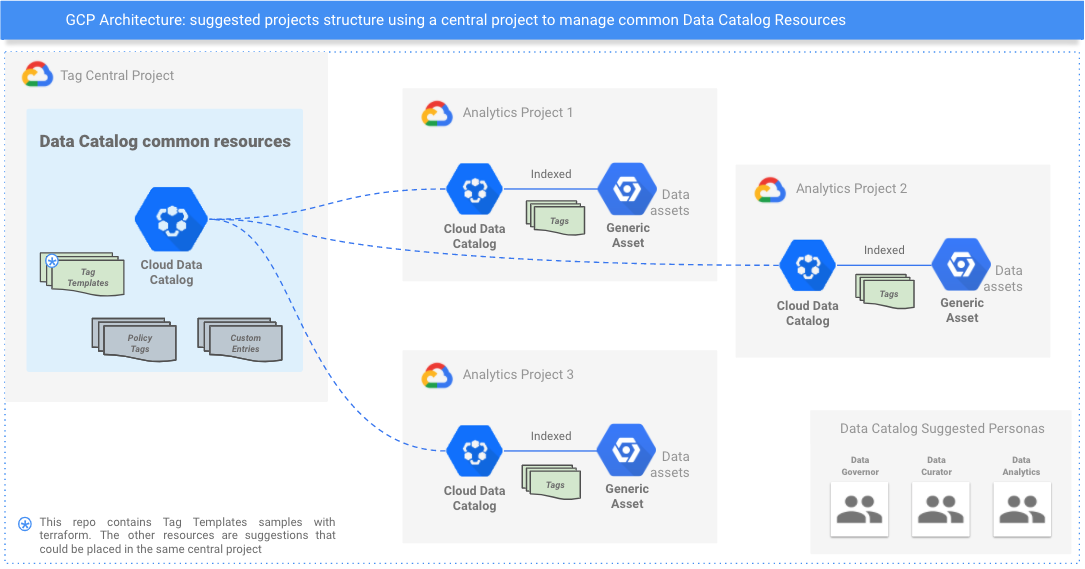 GCP Architecture: suggested projects structure using a central project to manage common Data Catalog Resources
Tag Central Project
Data Catalog common resources
Cloud Data
Catalog
Tag
Templates
Policy
Tags
Custom
Entries
Analytics Project 1
Indexed
Tags
Data
assets
Cloud Data
Catalog
Generic
Asset
Analytics Project 2
Indexed
Tags
Data
assets
Cloud Data
Catalog
Generic
Asset
Analytics Project 3
Indexed
Tags
Data
assets
Cloud Data
Catalog
Generic
Asset
Data Catalog Suggested Personas
Data
Governor
Data
Curator
Data
Analytics
This repo contains Tag Templates samples with
terraform. The other resources are suggestions that
could be placed in the same central project